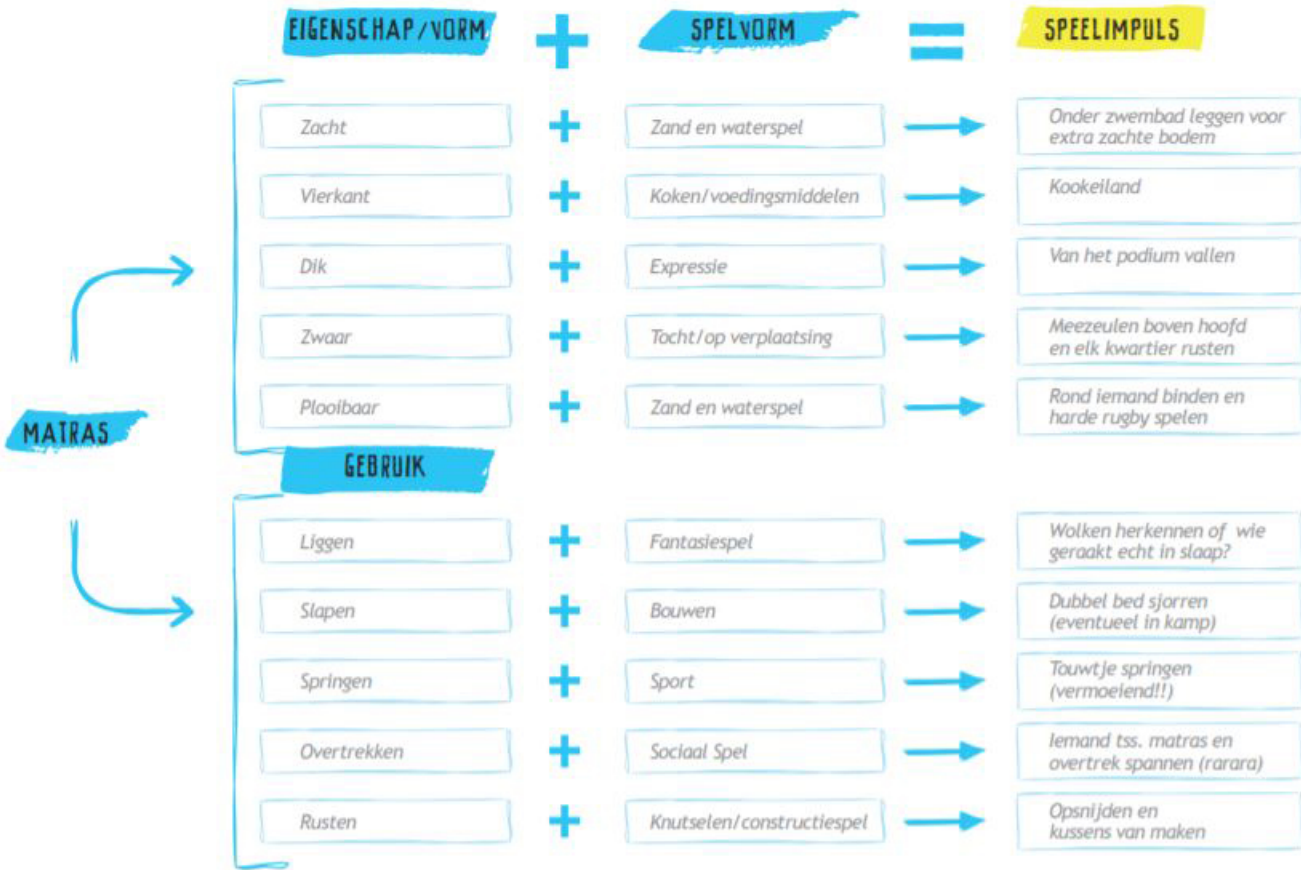 EIGENSCHAP/VORM + SPELVORM = SPEELIMPULS
Zacht + Zand en waterspel → Onder zwembad leggen voor
extra zachte bodem
Vierkant + Koken/voedingsmiddelen → Kookeiland
Dik + Expressie → Van het podium vallen
Zwaar + Tocht/op verplaatsing → Meezeulen boven hoofd
en elk kwartier rusten
Plooibaar + Zand en waterspel → Rond iemand binden en
harde rugby spelen
MATRAS
GEBRUIK
Liggen + Fantasiespel → Wolken herkennen of wie
geraakt echt in slaap?
Slapen + Bouwen → Dubbel bed sjorren
(eventueel in kamp)
Springen + Sport → Touwtje springen
(vermoeiend!!)
Overtrekken + Sociaal Spel → Iemand tss. matras en
overtrek spannen (rarara)
Rusten + Knutselen/constructiespel → Opsnijden en
kussens van maken